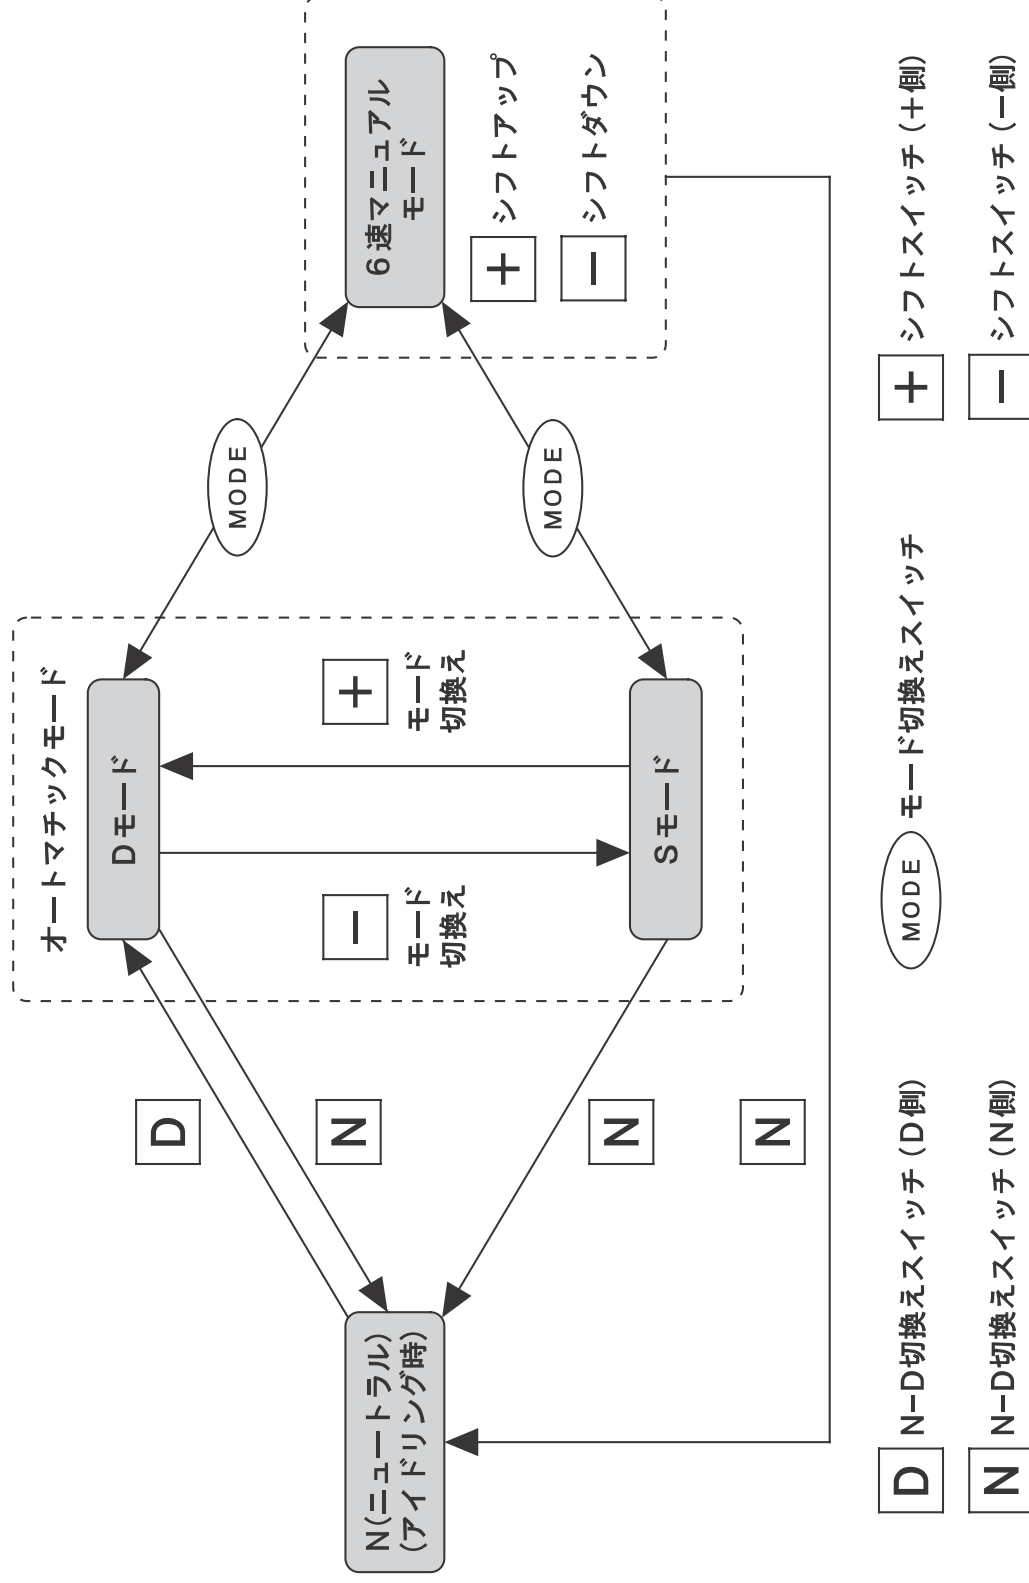 オートマチックモード
Dモード
MODE
6速マニュアル
モード
+
シフトアップ
−
シフトダウン
D
N
−
モード
切換え
+
モード
切換え
N(ニュートラル)
(アイドリング時)
N
Sモード
MODE
N
D
N−D切換えスイッチ(D側)
MODE
モード切換えスイッチ
+
シフトスイッチ(+側)
N
N−D切換えスイッチ(N側)
−
シフトスイッチ(−側)